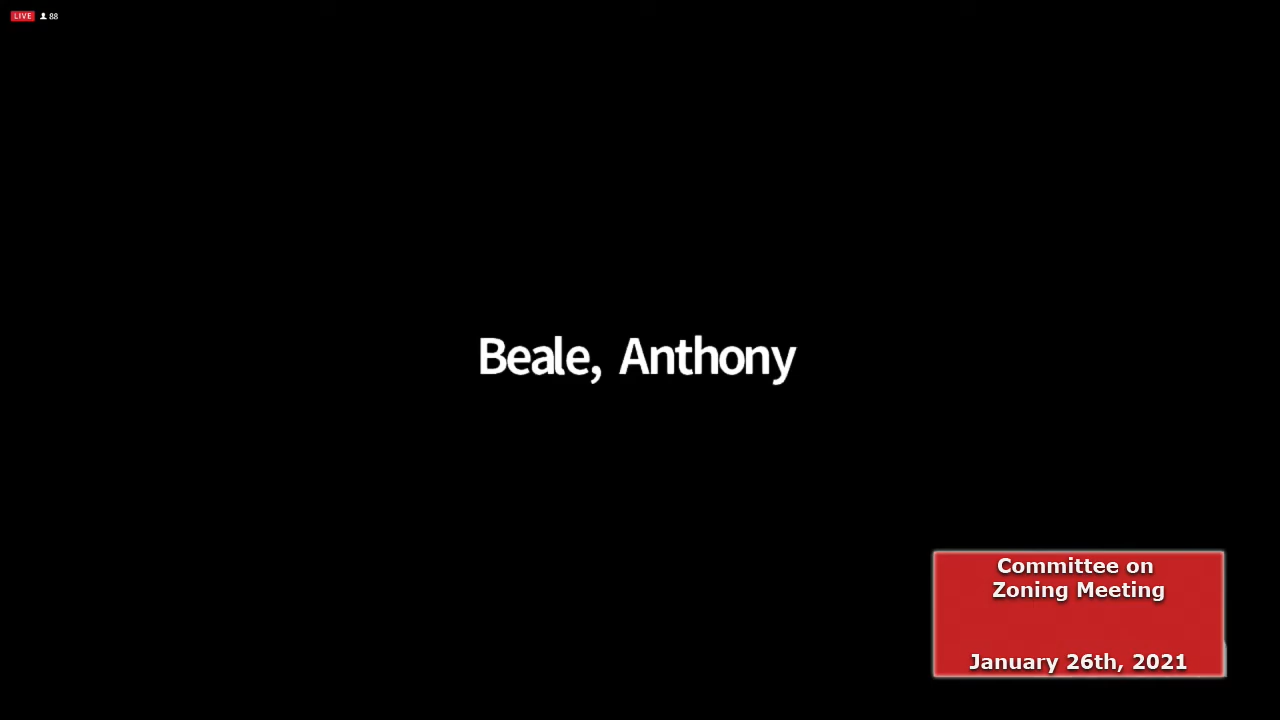 LIVE 88
Beale, Anthony
Committee on
Zoning Meeting
January 26th, 2021